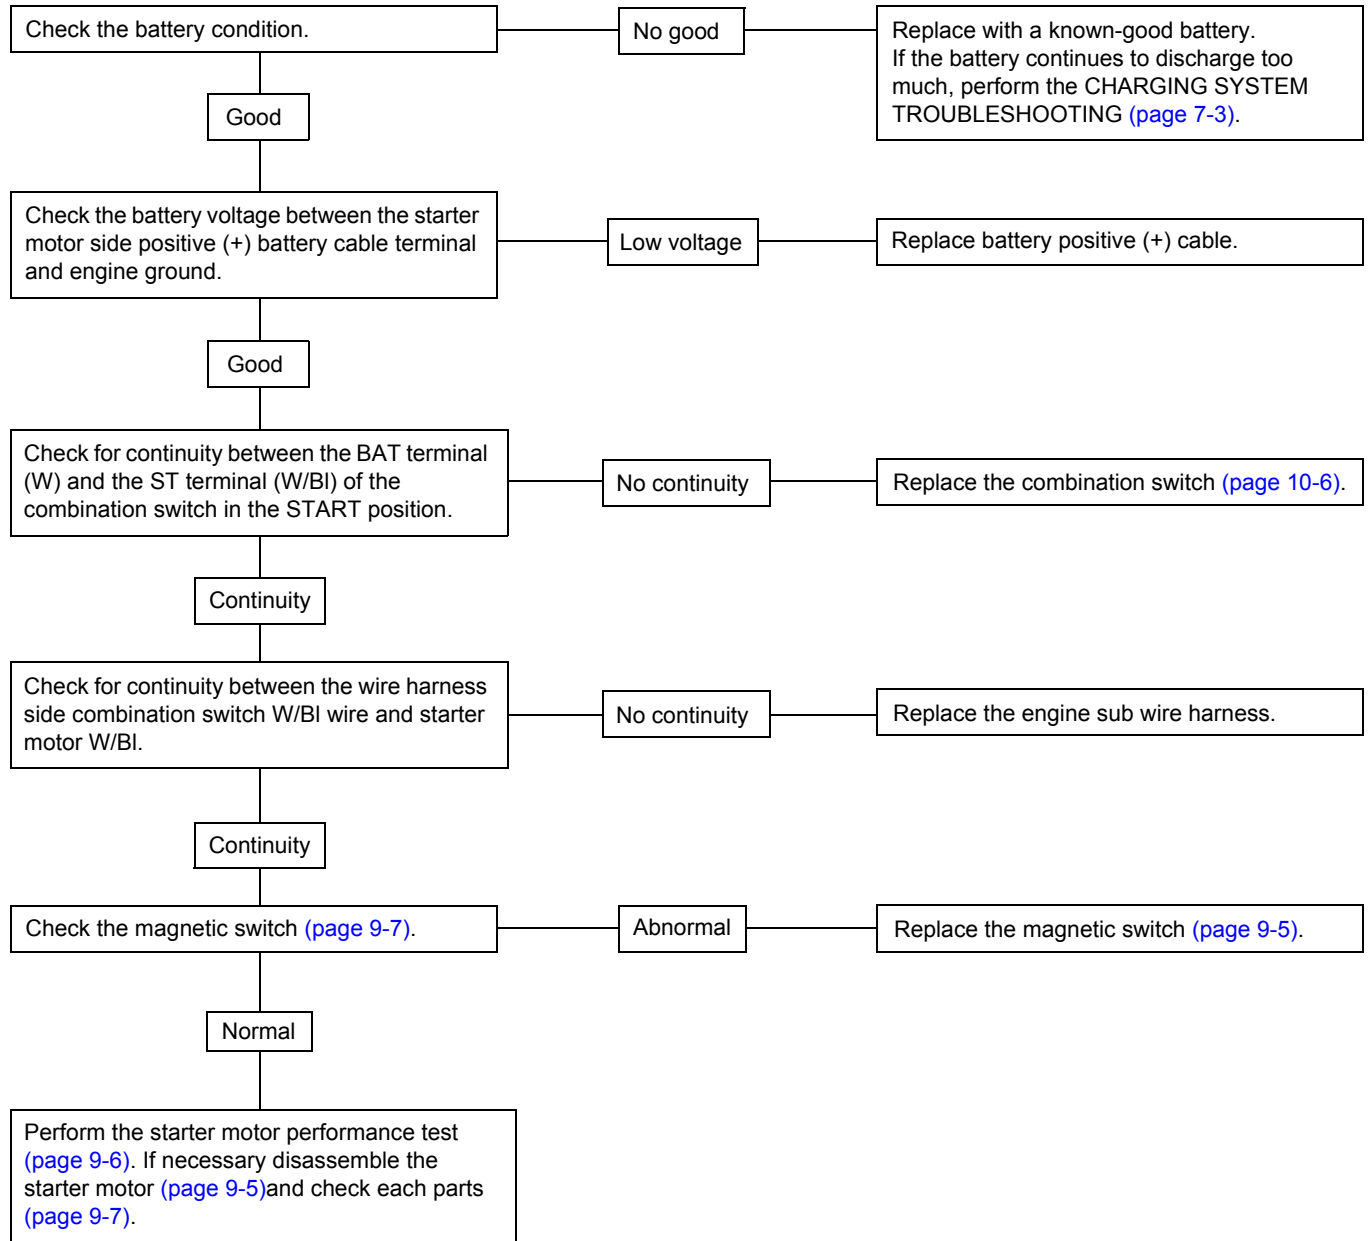 Check the battery condition.
No good
Replace with a known-good battery.
If the battery continues to discharge too
much, perform the CHARGING SYSTEM
TROUBLESHOOTING (page 7-3).
Good
Check the battery voltage between the starter
motor side positive (+) battery cable terminal
and engine ground.
Low voltage
Replace battery positive (+) cable.
Good
Check for continuity between the BAT terminal
(W) and the ST terminal (W/Bl) of the
combination switch in the START position.
No continuity
Replace the combination switch (page 10-6).
Continuity
Check for continuity between the wire harness
side combination switch W/Bl wire and starter
motor W/Bl.
No continuity
Replace the engine sub wire harness.
Continuity
Check the magnetic switch (page 9-7).
Abnormal
Replace the magnetic switch (page 9-5).
Normal
Perform the starter motor performance test
(page 9-6). If necessary disassemble the
starter motor (page 9-5)and check each parts
(page 9-7).